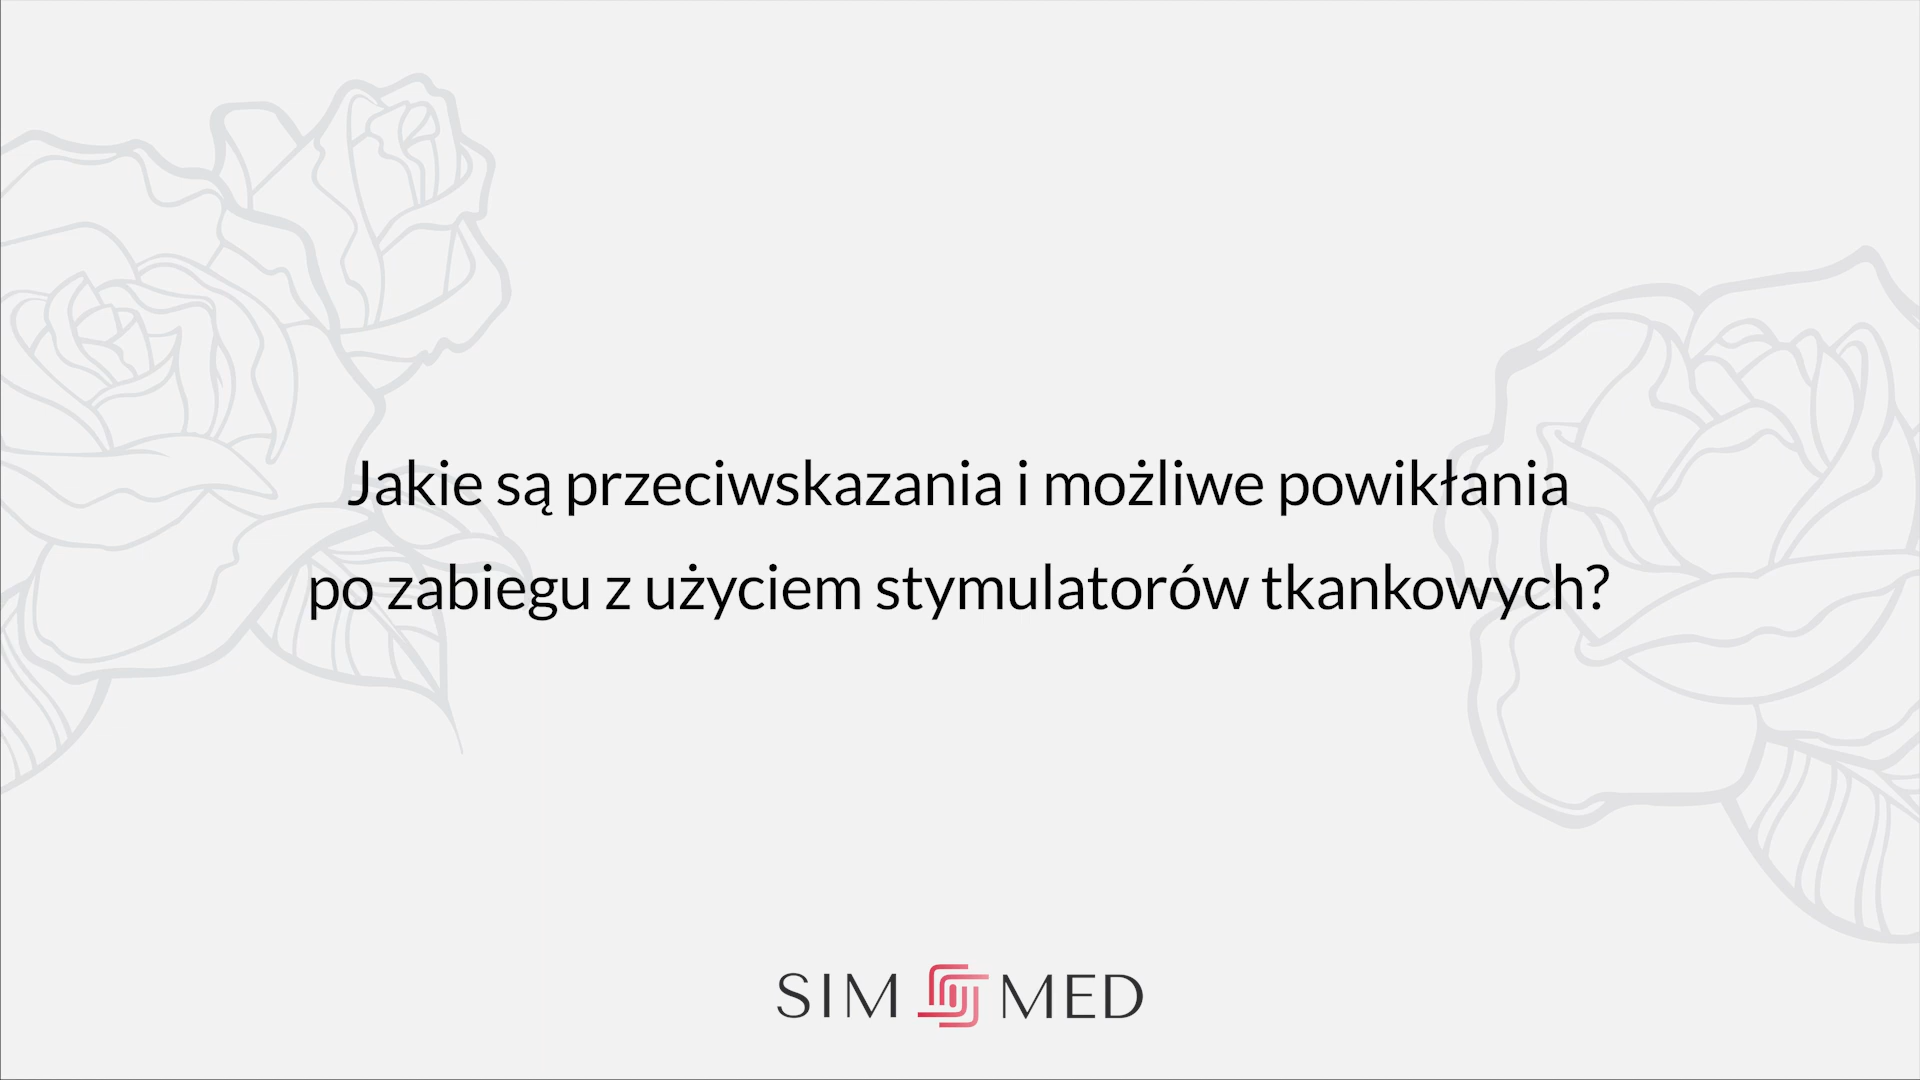 Jakie są przeciwskazania i możliwe powikłania
po zabiegu z użyciem stymulatorów tkankowych?
SIM MED